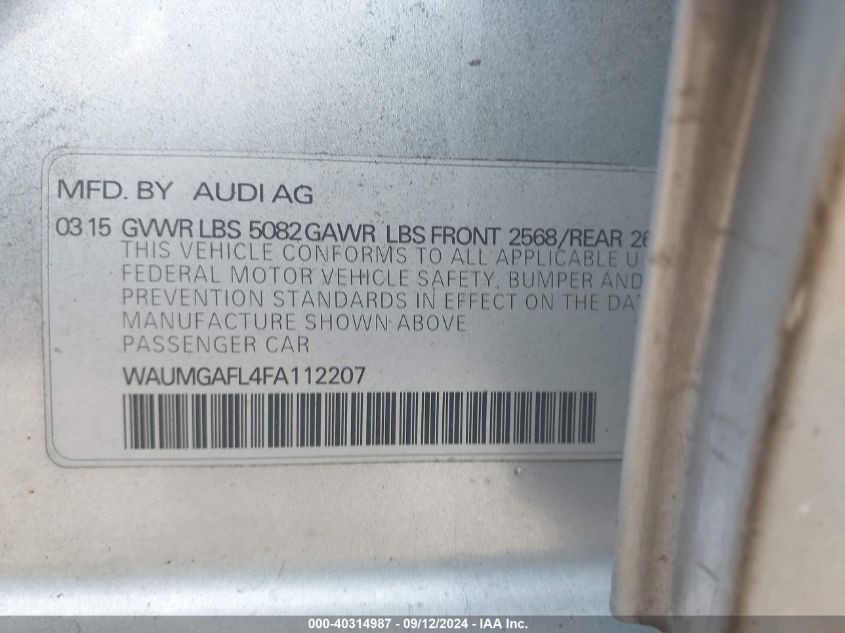 MFD. BY AUDI AG
03 15 GVWR LBS 5082 GAWR LBS FRONT 2568/REAR 26
THIS VEHICLE CONFORMS TO ALL APPLICABLE U
FEDERAL MOTOR VEHICLE SAFETY, BUMPER AND
PREVENTION STANDARDS IN EFFECT ON THE DAT
MANUFACTURE SHOWN ABOVE
PASSENGER CAR
WAUMGAFL4FA112207
000-40314987 - 09/12/2024 - IAA Inc.